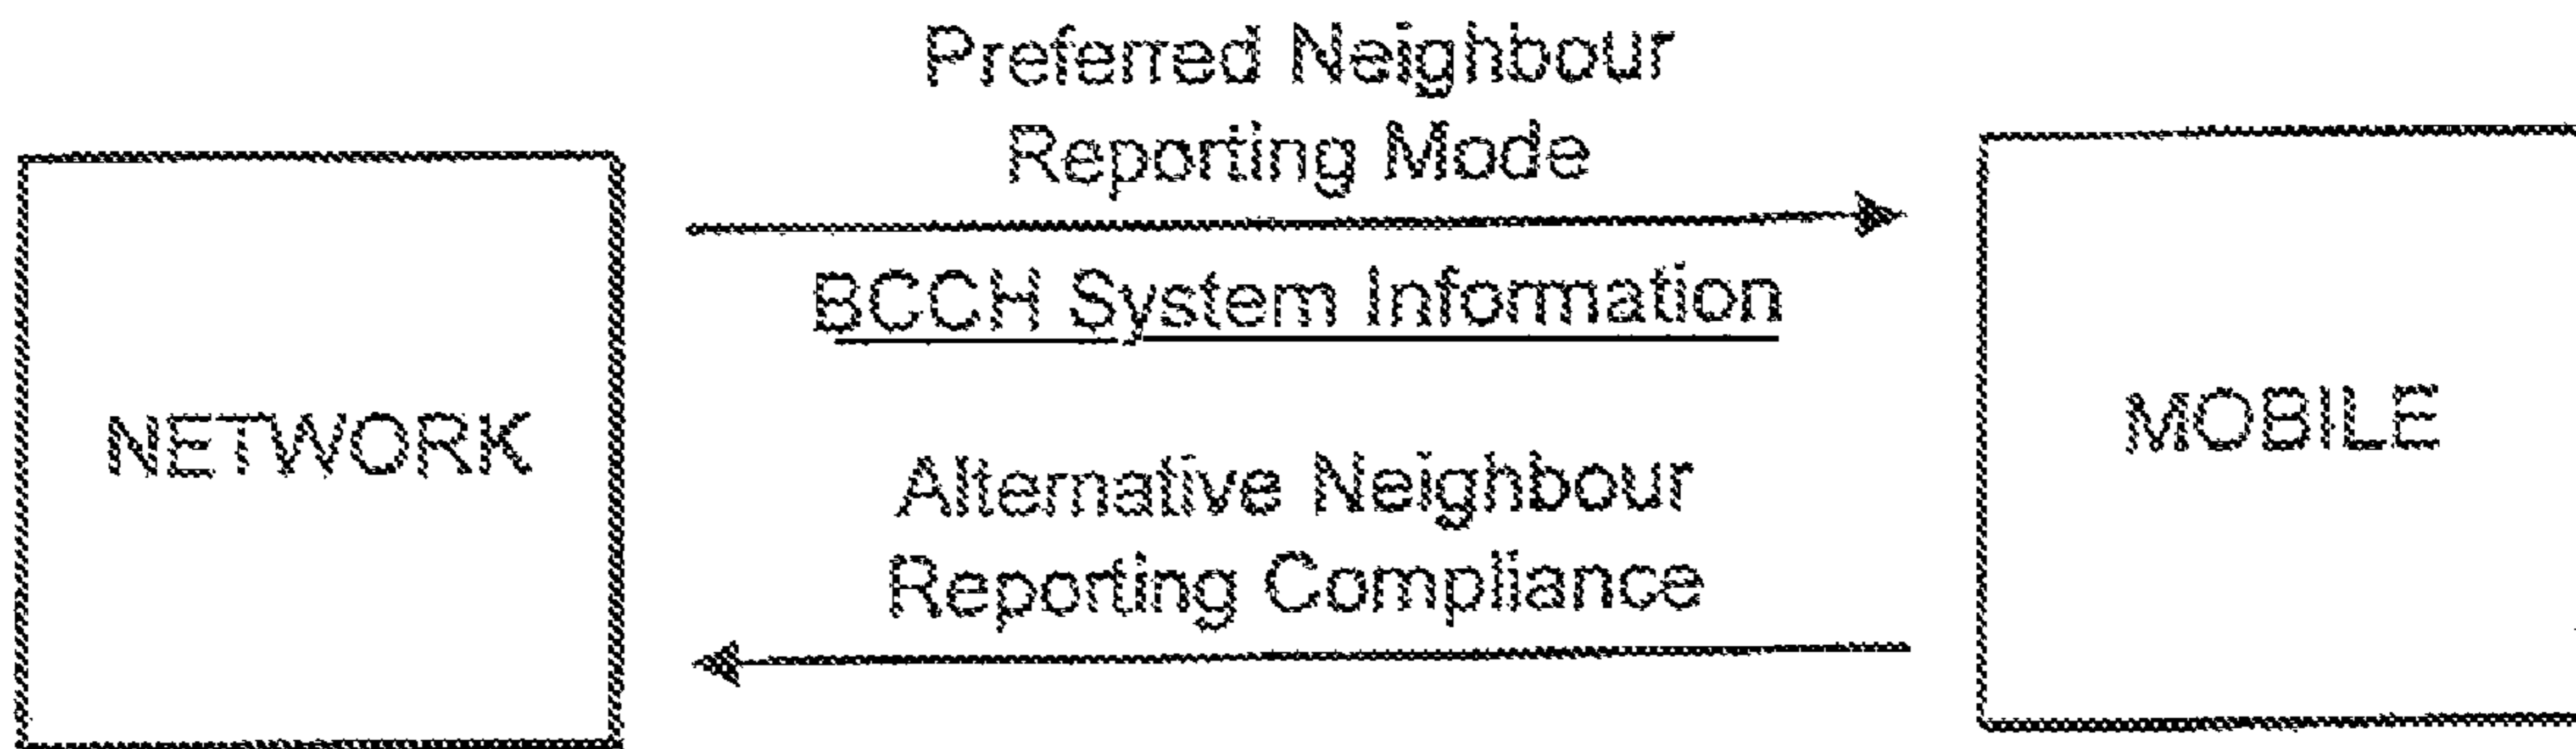 Preferred Neighbour
Reporting Mode
BCCH System Information
NETWORK
MOBILE
Alternative Neighbour
Reporting Compliance